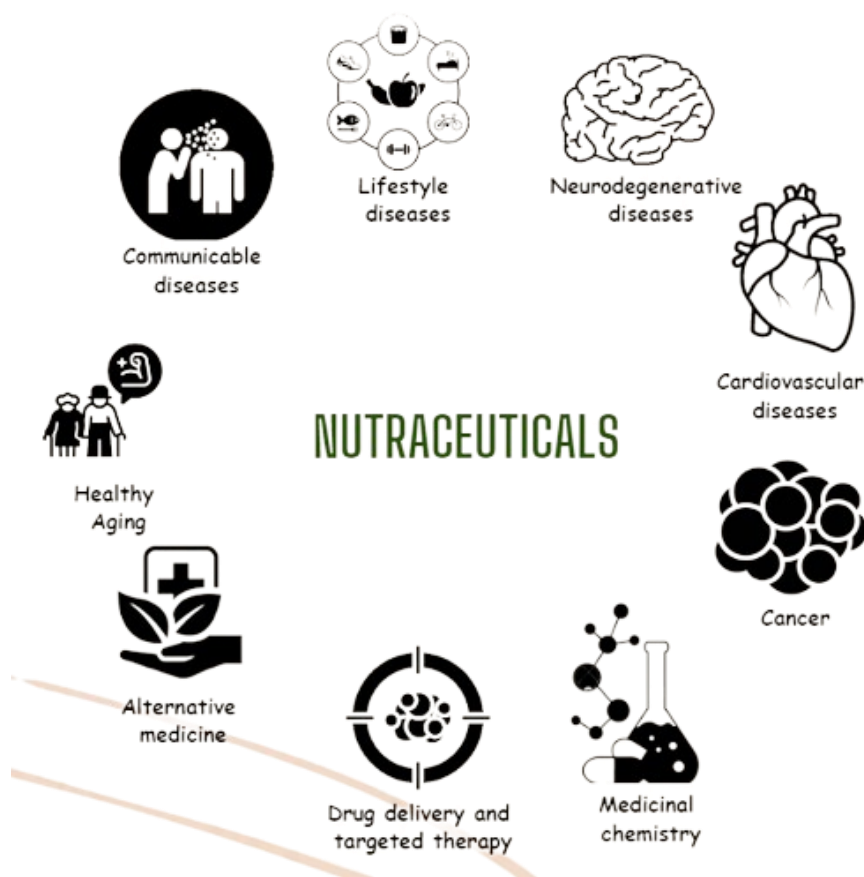 Lifestyle
diseases
Neurodegenerative
diseases
Communicable
diseases
Cardiovascular
diseases
NUTRACEUTICALS
Healthy
Aging
Cancer
Alternative
medicine
Drug delivery and
targeted therapy
Medicinal
chemistry